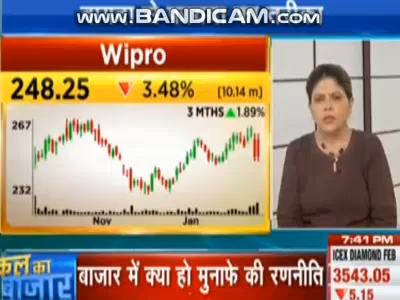 www.BANDICAM.com
Wipro
248.25 ▼ 3.48% [10.14 m]
3 MTHS ▲1.89%
267
232
Nov Jan
7:41 PM
कल का
बाजार
बाजार में क्या हो मुनाफे की रणनीति
ICEX DIAMOND FEB
3543.05
▼5.15